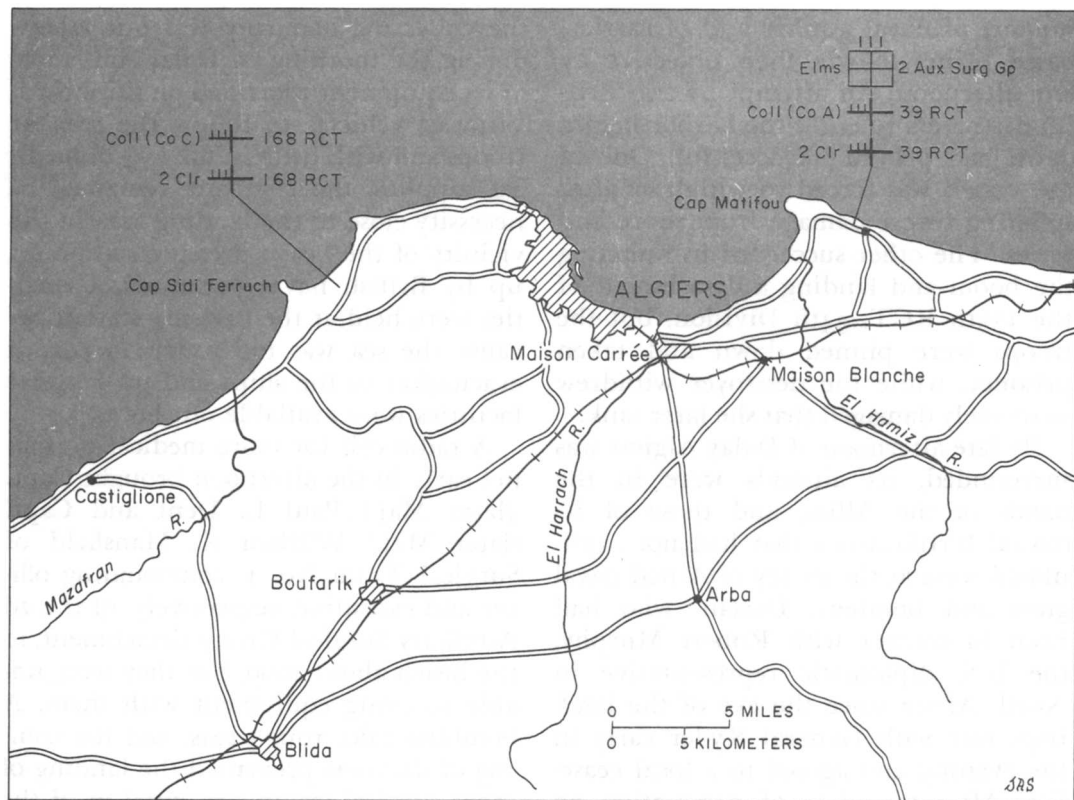 Elms 2 Aux Surg Gp
Coll (Co A) 39 RCT
2 Clr 39 RCT
Coll (Co C) 168 RCT
2 Clr 168 RCT
Cap Matifou
Cap Sidi Ferruch
ALGIERS
Maison Carrée
Maison Blanche
El Hamiz R.
El Harrach R.
Castiglione
Mazafran R.
Boufarik
Arba
Blida
0 5 MILES
0 5 KILOMETERS
SRS